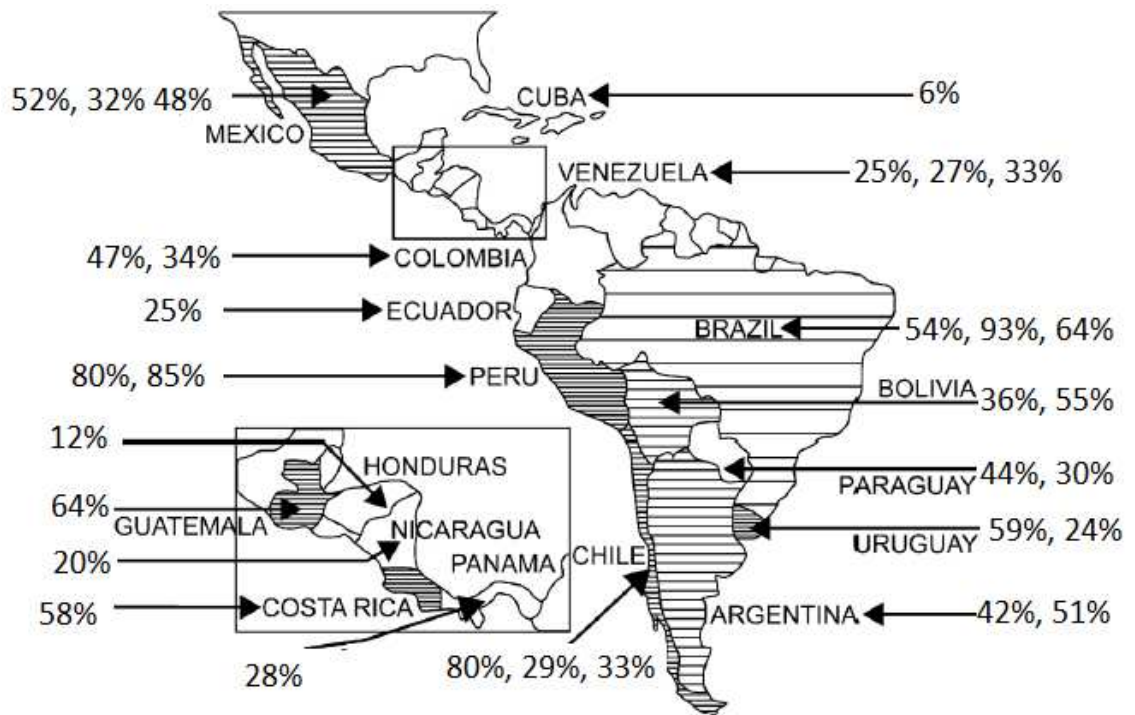 52%, 32% 48%
MEXICO
CUBA
6%
VENEZUELA
25%, 27%, 33%
47%, 34%
COLOMBIA
25%
ECUADOR
BRAZIL
54%, 93%, 64%
80%, 85%
PERU
BOLIVIA
36%, 55%
12%
HONDURAS
44%, 30%
PARAGUAY
64%
GUATEMALA
NICARAGUA
59%, 24%
URUGUAY
20%
PANAMA
CHILE
58%
COSTA RICA
ARGENTINA
42%, 51%
28%
80%, 29%, 33%